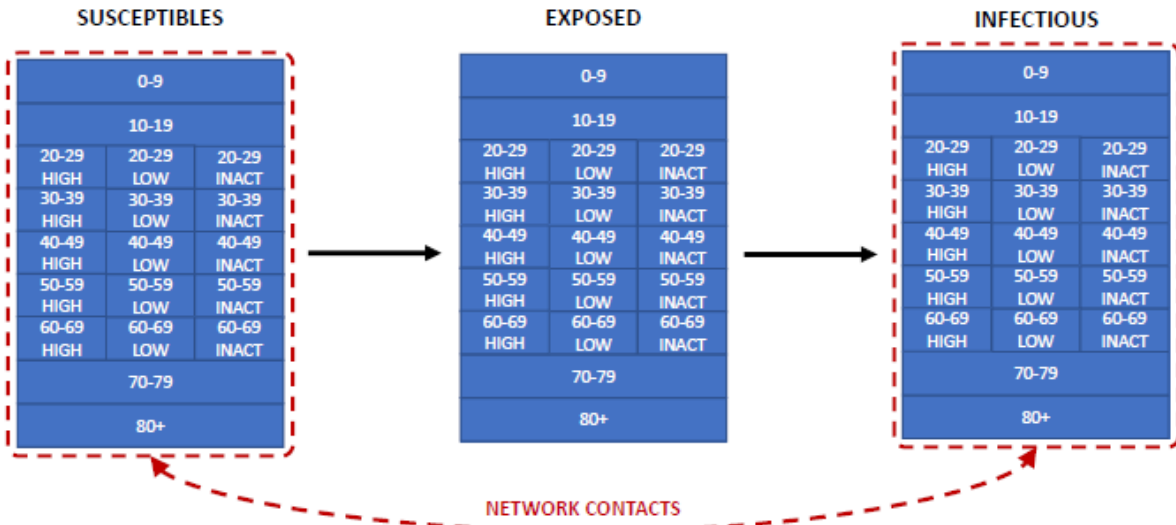 SUSCEPTIBLES
0-9
10-19
20-29 20-29 20-29
HIGH LOW INACT
30-39 30-39 30-39
HIGH LOW INACT
40-49 40-49 40-49
HIGH LOW INACT
50-59 50-59 50-59
HIGH LOW INACT
60-69 60-69 60-69
HIGH LOW INACT
70-79
80+
EXPOSED
0-9
10-19
20-29 20-29 20-29
HIGH LOW INACT
30-39 30-39 30-39
HIGH LOW INACT
40-49 40-49 40-49
HIGH LOW INACT
50-59 50-59 50-59
HIGH LOW INACT
60-69 60-69 60-69
HIGH LOW INACT
70-79
80+
INFECTIOUS
0-9
10-19
20-29 20-29 20-29
HIGH LOW INACT
30-39 30-39 30-39
HIGH LOW INACT
40-49 40-49 40-49
HIGH LOW INACT
50-59 50-59 50-59
HIGH LOW INACT
60-69 60-69 60-69
HIGH LOW INACT
70-79
80+
NETWORK CONTACTS